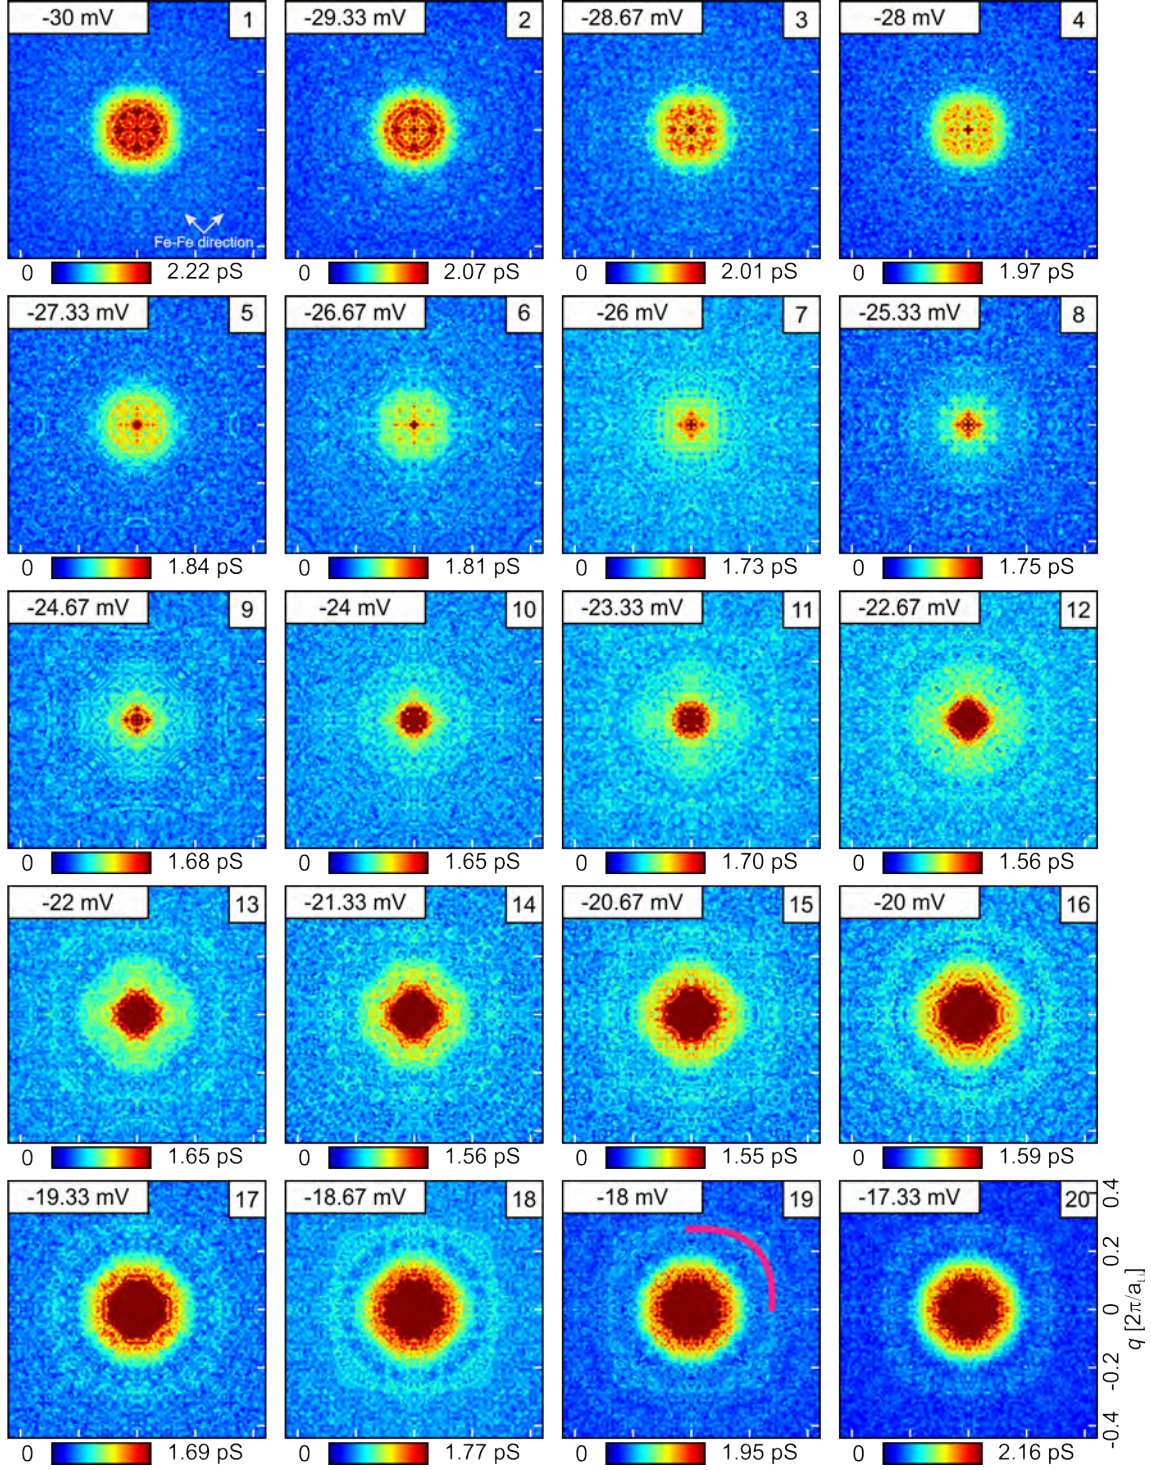 -30 mV 1
-29.33 mV 2
-28.67 mV 3
-28 mV 4
Fe-Fe direction
0 2.22 pS
0 2.07 pS
0 2.01 pS
0 1.97 pS
-27.33 mV 5
-26.67 mV 6
-26 mV 7
-25.33 mV 8
0 1.84 pS
0 1.81 pS
0 1.73 pS
0 1.75 pS
-24.67 mV 9
-24 mV 10
-23.33 mV 11
-22.67 mV 12
0 1.68 pS
0 1.65 pS
0 1.70 pS
0 1.56 pS
-22 mV 13
-21.33 mV 14
-20.67 mV 15
-20 mV 16
0 1.65 pS
0 1.56 pS
0 1.55 pS
0 1.59 pS
-19.33 mV 17
-18.67 mV 18
-18 mV 19
-17.33 mV 20
0.4
0.2
0
-0.2
-0.4
q [2π/aLi]
0 1.69 pS
0 1.77 pS
0 1.95 pS
0 2.16 pS